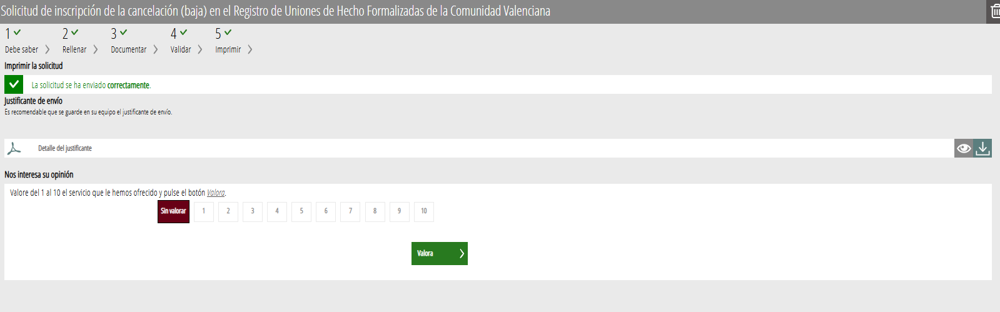 Solicitud de inscripción de la cancelación (baja) en el Registro de Uniones de Hecho Formalizadas de la Comunidad Valenciana
1 2 3 4 5
Debe saber Rellenar Documentar Validar Imprimir
Imprimir la solicitud
La solicitud se ha enviado correctamente.
Justificante de envío
Es recomendable que se guarde en su equipo el justificante de envío.
Detalle del justificante
Nos interesa su opinión
Valore del 1 al 10 el servicio que le hemos ofrecido y pulse el botón Valora.
Sin valorar 1 2 3 4 5 6 7 8 9 10
Valora